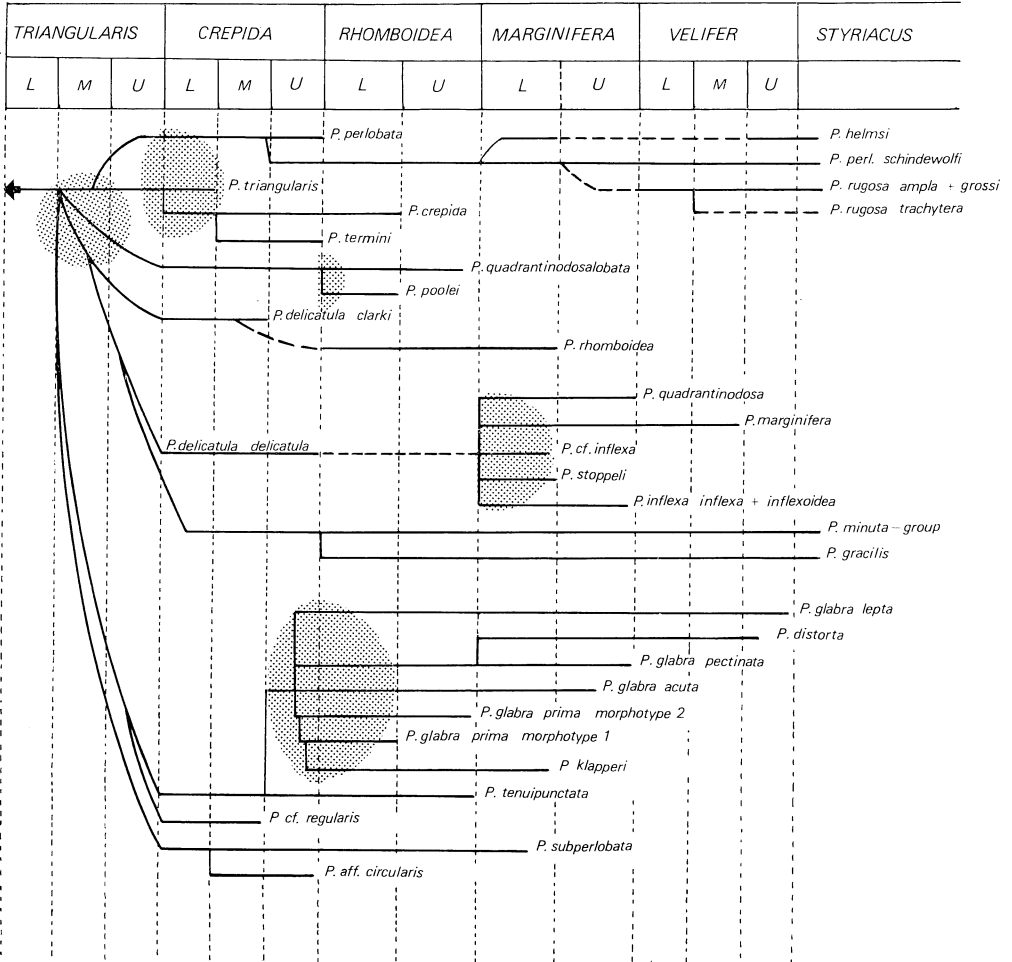 TRIANGULARIS CREPIDA RHOMBOIDEA MARGINIFERA VELIFER STYRIACUS
L M U L M U L U L U L M U
P. perlobata
P. helmsi
P. perl. schindewolfi
P. triangularis
P. rugosa ampla + grossi
P. crepida
P. rugosa trachytera
P. termini
P. quadrantinodosalobata
P. poolei
P. delicatula clarki
P. rhomboidea
P. quadrantinodosa
P. marginifera
P. delicatula delicatula
P. cf. inflexa
P. stoppeli
P. inflexa inflexa + inflexoidea
P. minuta - group
P. gracilis
P. glabra lepta
P. distorta
P. glabra pectinata
P. glabra acuta
P. glabra prima morphotype 2
P. glabra prima morphotype 1
P klapperi
P. tenuipunctata
P cf. regularis
P. subperlobata
P. aff. circularis